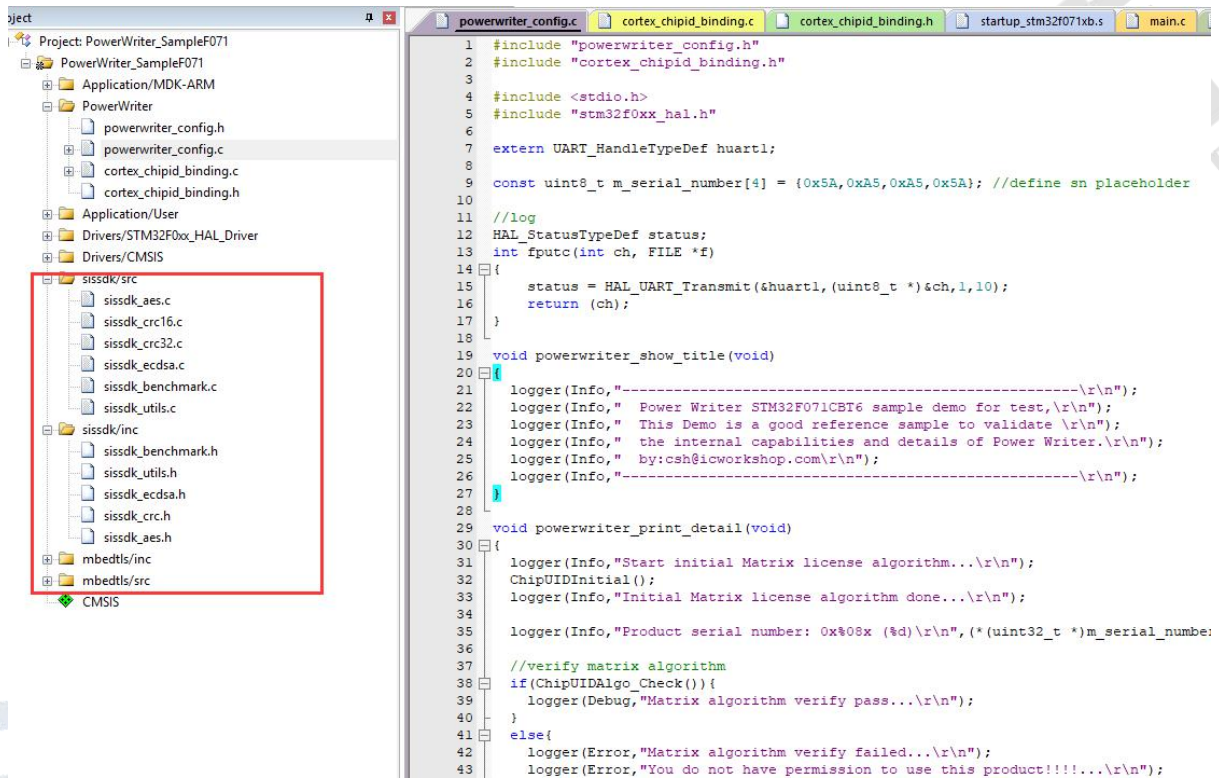 oject
Project: PowerWriter_SampleF071
PowerWriter_SampleF071
Application/MDK-ARM
PowerWriter
powerwriter_config.h
powerwriter_config.c
cortex_chipid_binding.c
cortex_chipid_binding.h
Application/User
Drivers/STM32F0xx_HAL_Driver
Drivers/CMSIS
sissdk/src
sissdk_aes.c
sissdk_crc16.c
sissdk_crc32.c
sissdk_ecdsa.c
sissdk_benchmark.c
sissdk_utils.c
sissdk/inc
sissdk_benchmark.h
sissdk_utils.h
sissdk_ecdsa.h
sissdk_crc.h
sissdk_aes.h
mbedtls/inc
mbedtls/src
CMSIS
powerwriter_config.c cortex_chipid_binding.c cortex_chipid_binding.h startup_stm32f071xb.s main.c
1 #include "powerwriter_config.h"
2 #include "cortex_chipid_binding.h"
3
4 #include <stdio.h>
5 #include "stm32f0xx_hal.h"
6
7 extern UART_HandleTypeDef huart1;
8
9 const uint8_t m_serial_number[4] = {0x5A,0xA5,0xA5,0x5A}; //define sn placeholder
10
11 //log
12 HAL_StatusTypeDef status;
13 int fputc(int ch, FILE *f)
14 {
15 status = HAL_UART_Transmit(&huart1,(uint8_t *)&ch,1,10);
16 return (ch);
17 }
18
19 void powerwriter_show_title(void)
20 {
21 logger(Info,"-----------------------------------------------------\r\n");
22 logger(Info," Power Writer STM32F071CBT6 sample demo for test,\r\n");
23 logger(Info," This Demo is a good reference sample to validate \r\n");
24 logger(Info," the internal capabilities and details of Power Writer.\r\n");
25 logger(Info," by:csh@icworkshop.com\r\n");
26 logger(Info,"-----------------------------------------------------\r\n");
27 }
28
29 void powerwriter_print_detail(void)
30 {
31 logger(Info,"Start initial Matrix license algorithm...\r\n");
32 ChipUIDInitial();
33 logger(Info,"Initial Matrix license algorithm done...\r\n");
34
35 logger(Info,"Product serial number: 0x%08x (%d)\r\n",(*(uint32_t *)m_serial_number
36
37 //verify matrix algorithm
38 if(ChipUIDAlgo_Check()){
39 logger(Debug,"Matrix algorithm verify pass...\r\n");
40 }
41 else{
42 logger(Error,"Matrix algorithm verify failed...\r\n");
43 logger(Error,"You do not have permission to use this product!!!!...\r\n");